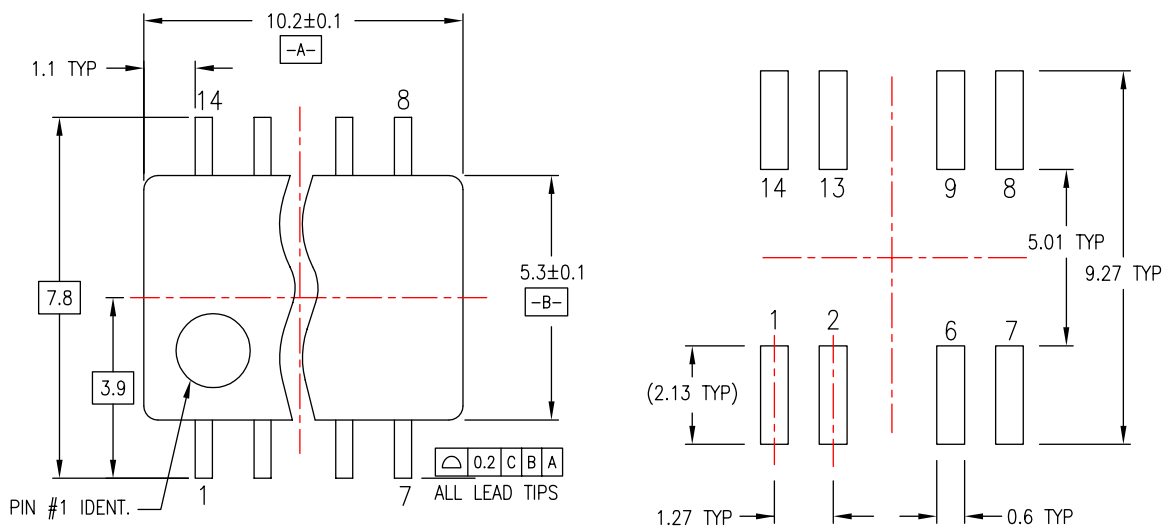 10.2±0.1
-A-
1.1 TYP
14
8
7.8
3.9
5.3±0.1
-B-
0.2 C B A
ALL LEAD TIPS
PIN #1 IDENT.
1
7
14 13 9 8
5.01 TYP
9.27 TYP
1 2 6 7
(2.13 TYP)
1.27 TYP
0.6 TYP